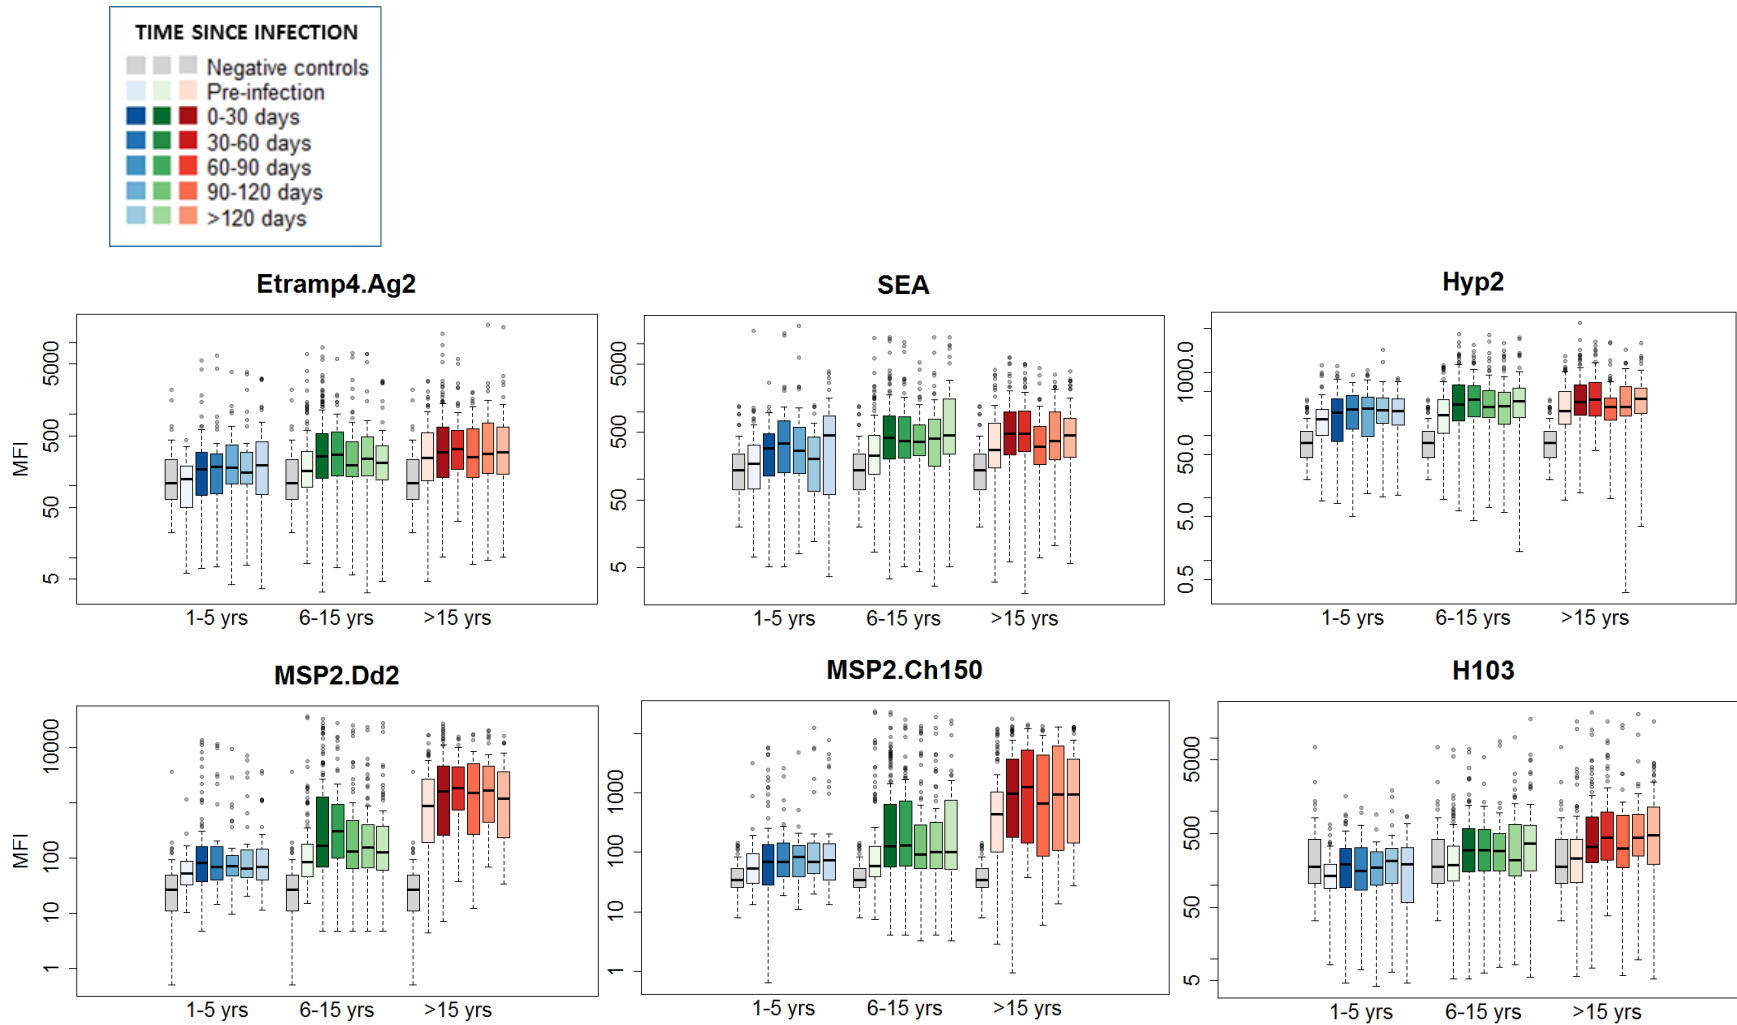 TIME SINCE INFECTION
Negative controls
Pre-infection
0-30 days
30-60 days
60-90 days
90-120 days
>120 days
Etramp4.Ag2
SEA
Hyp2
MFI
5000
500
50
5
1-5 yrs
6-15 yrs
>15 yrs
5000
500
50
5
1-5 yrs
6-15 yrs
>15 yrs
1000.0
50.0
5.0
0.5
1-5 yrs
6-15 yrs
>15 yrs
MSP2.Dd2
MSP2.Ch150
H103
MFI
10000
100
10
1
1-5 yrs
6-15 yrs
>15 yrs
1000
100
10
1
1-5 yrs
6-15 yrs
>15 yrs
5000
500
50
5
1-5 yrs
6-15 yrs
>15 yrs